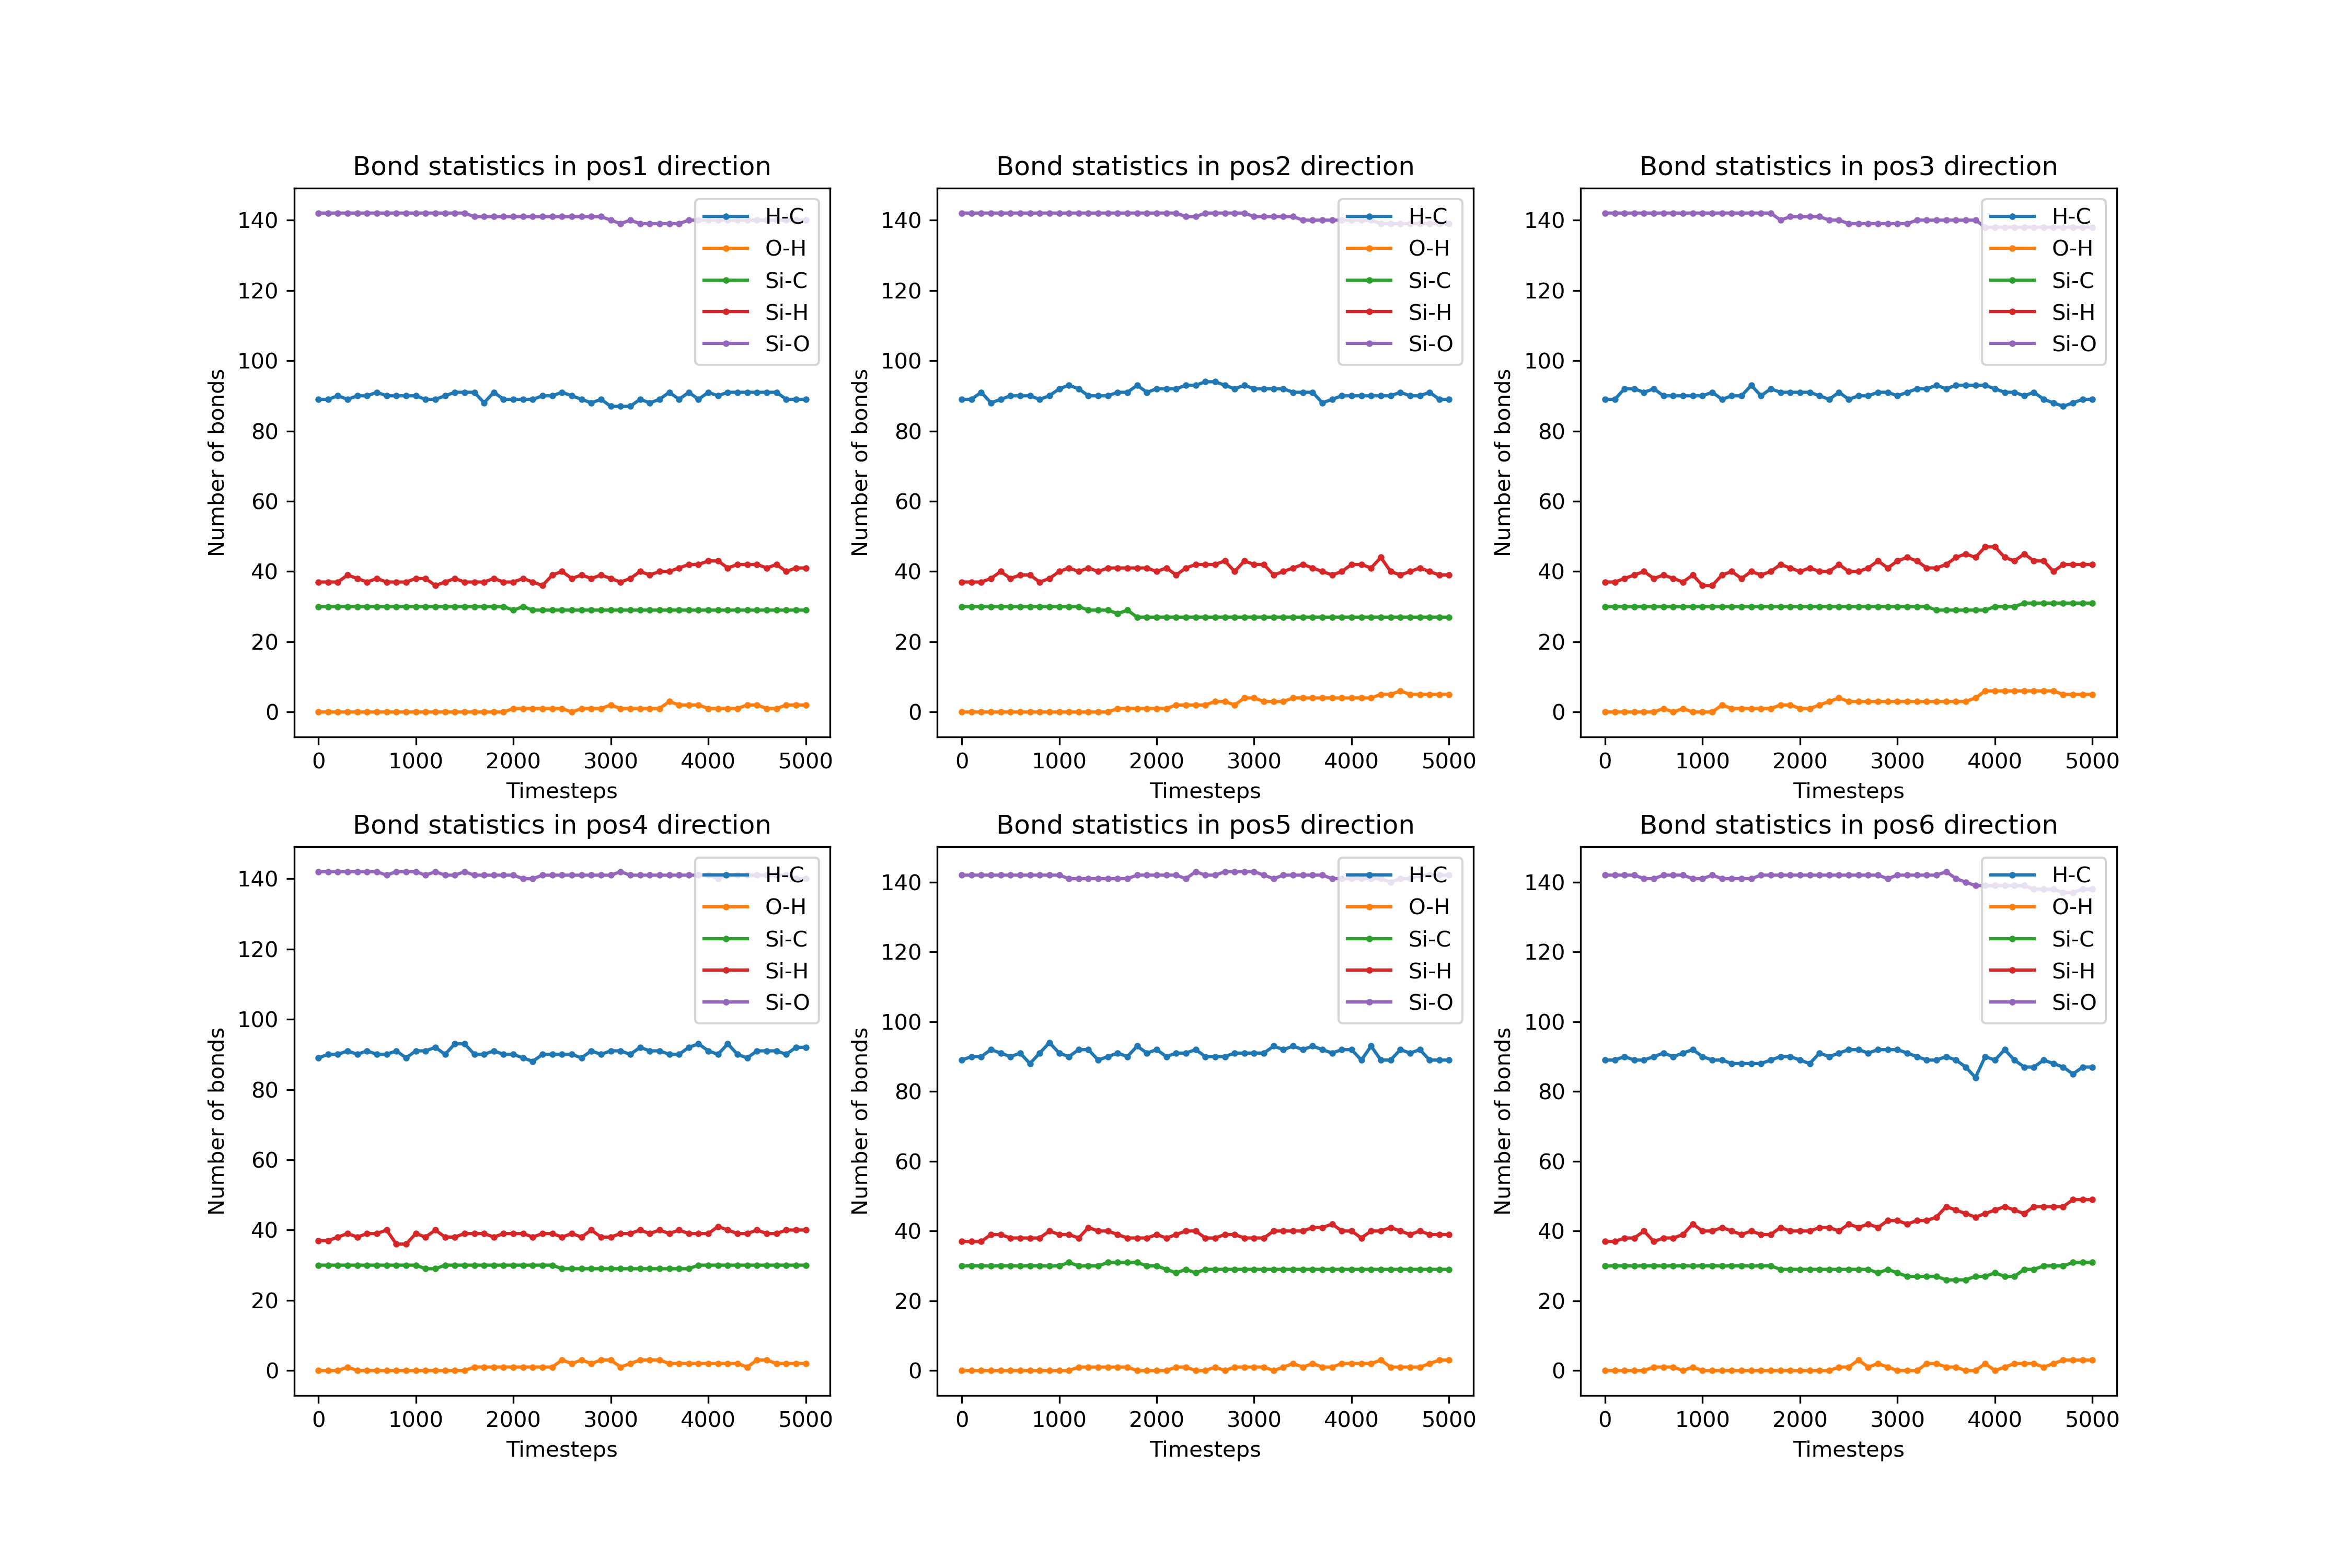 Bond statistics in pos1 direction
Number of bonds
140
120
100
80
60
40
20
0
H-C
O-H
Si-C
Si-H
Si-O
0 1000 2000 3000 4000 5000
Timesteps
Bond statistics in pos2 direction
Number of bonds
140
120
100
80
60
40
20
0
H-C
O-H
Si-C
Si-H
Si-O
0 1000 2000 3000 4000 5000
Timesteps
Bond statistics in pos3 direction
Number of bonds
140
120
100
80
60
40
20
0
H-C
O-H
Si-C
Si-H
Si-O
0 1000 2000 3000 4000 5000
Timesteps
Bond statistics in pos4 direction
Number of bonds
140
120
100
80
60
40
20
0
H-C
O-H
Si-C
Si-H
Si-O
0 1000 2000 3000 4000 5000
Timesteps
Bond statistics in pos5 direction
Number of bonds
140
120
100
80
60
40
20
0
H-C
O-H
Si-C
Si-H
Si-O
0 1000 2000 3000 4000 5000
Timesteps
Bond statistics in pos6 direction
Number of bonds
140
120
100
80
60
40
20
0
H-C
O-H
Si-C
Si-H
Si-O
0 1000 2000 3000 4000 5000
Timesteps